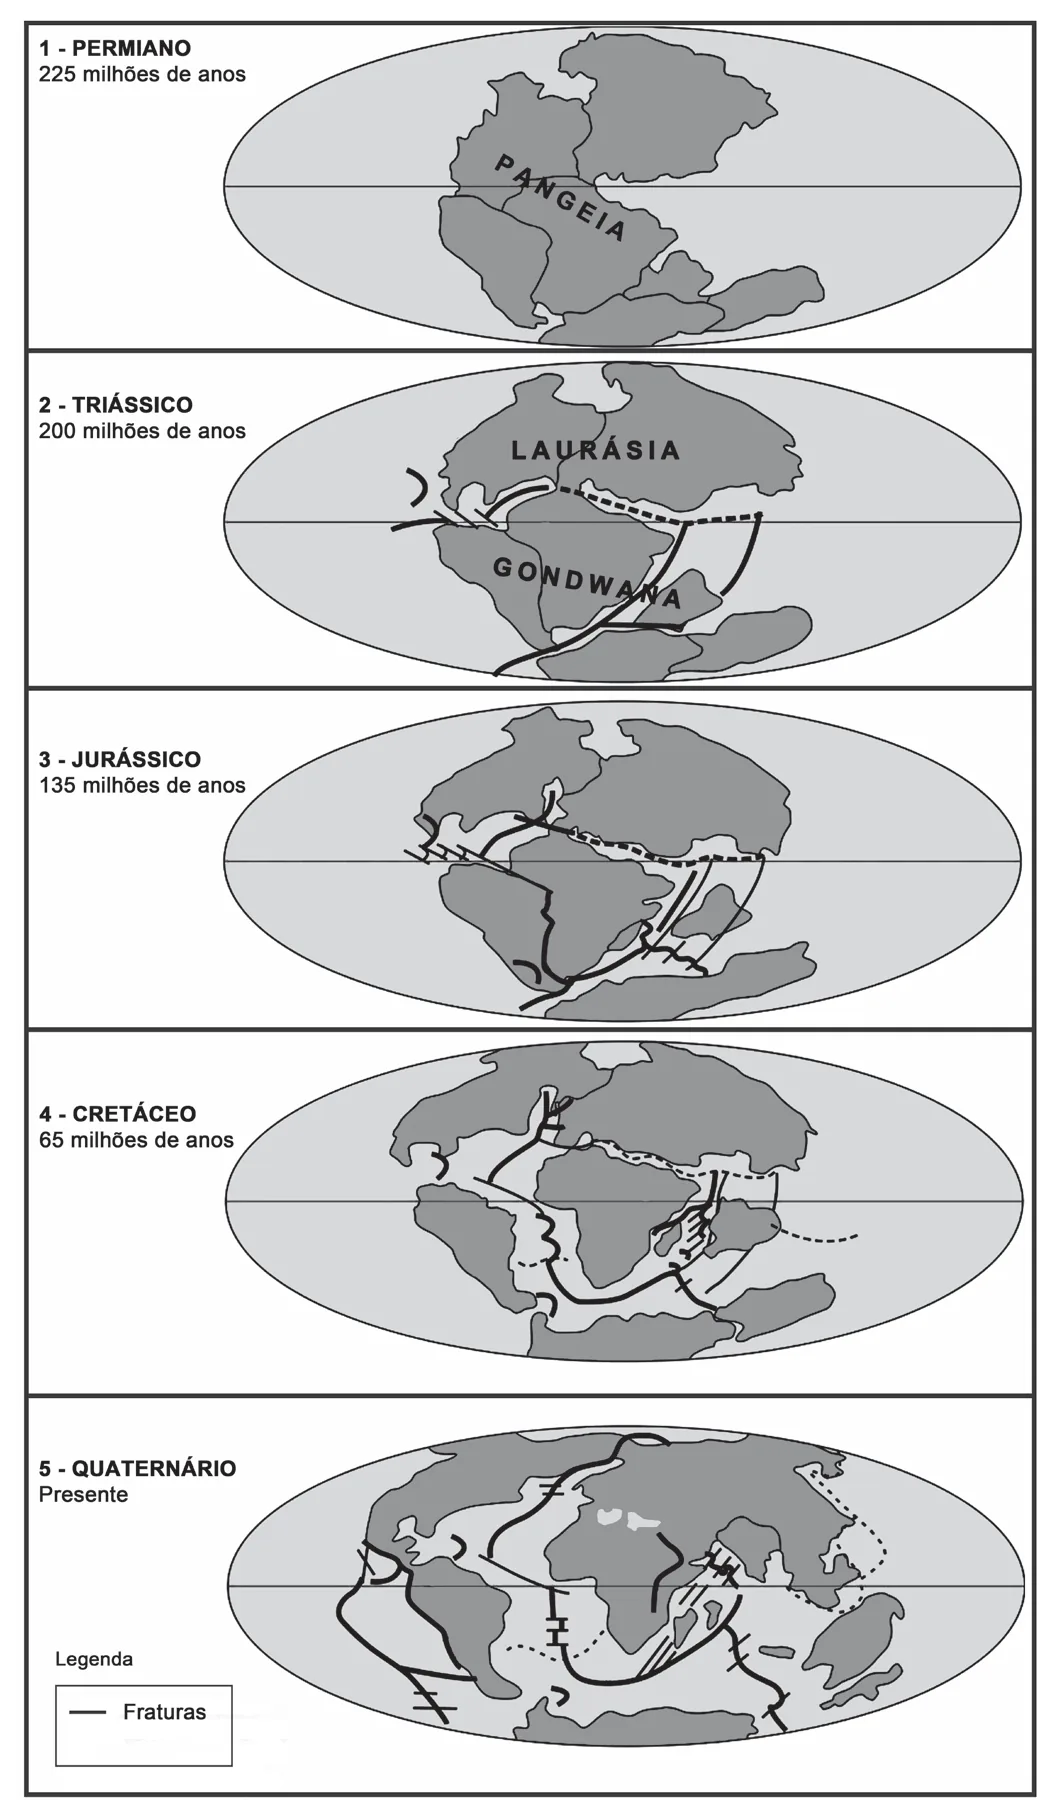 1 - PERMIANO
225 milhões de anos
PANGEIA
2 - TRIÁSSICO
200 milhões de anos
LAURÁSIA
GONDWANA
3 - JURÁSSICO
135 milhões de anos
4 - CRETÁCEO
65 milhões de anos
5 - QUATERNÁRIO
Presente
Legenda
Fraturas